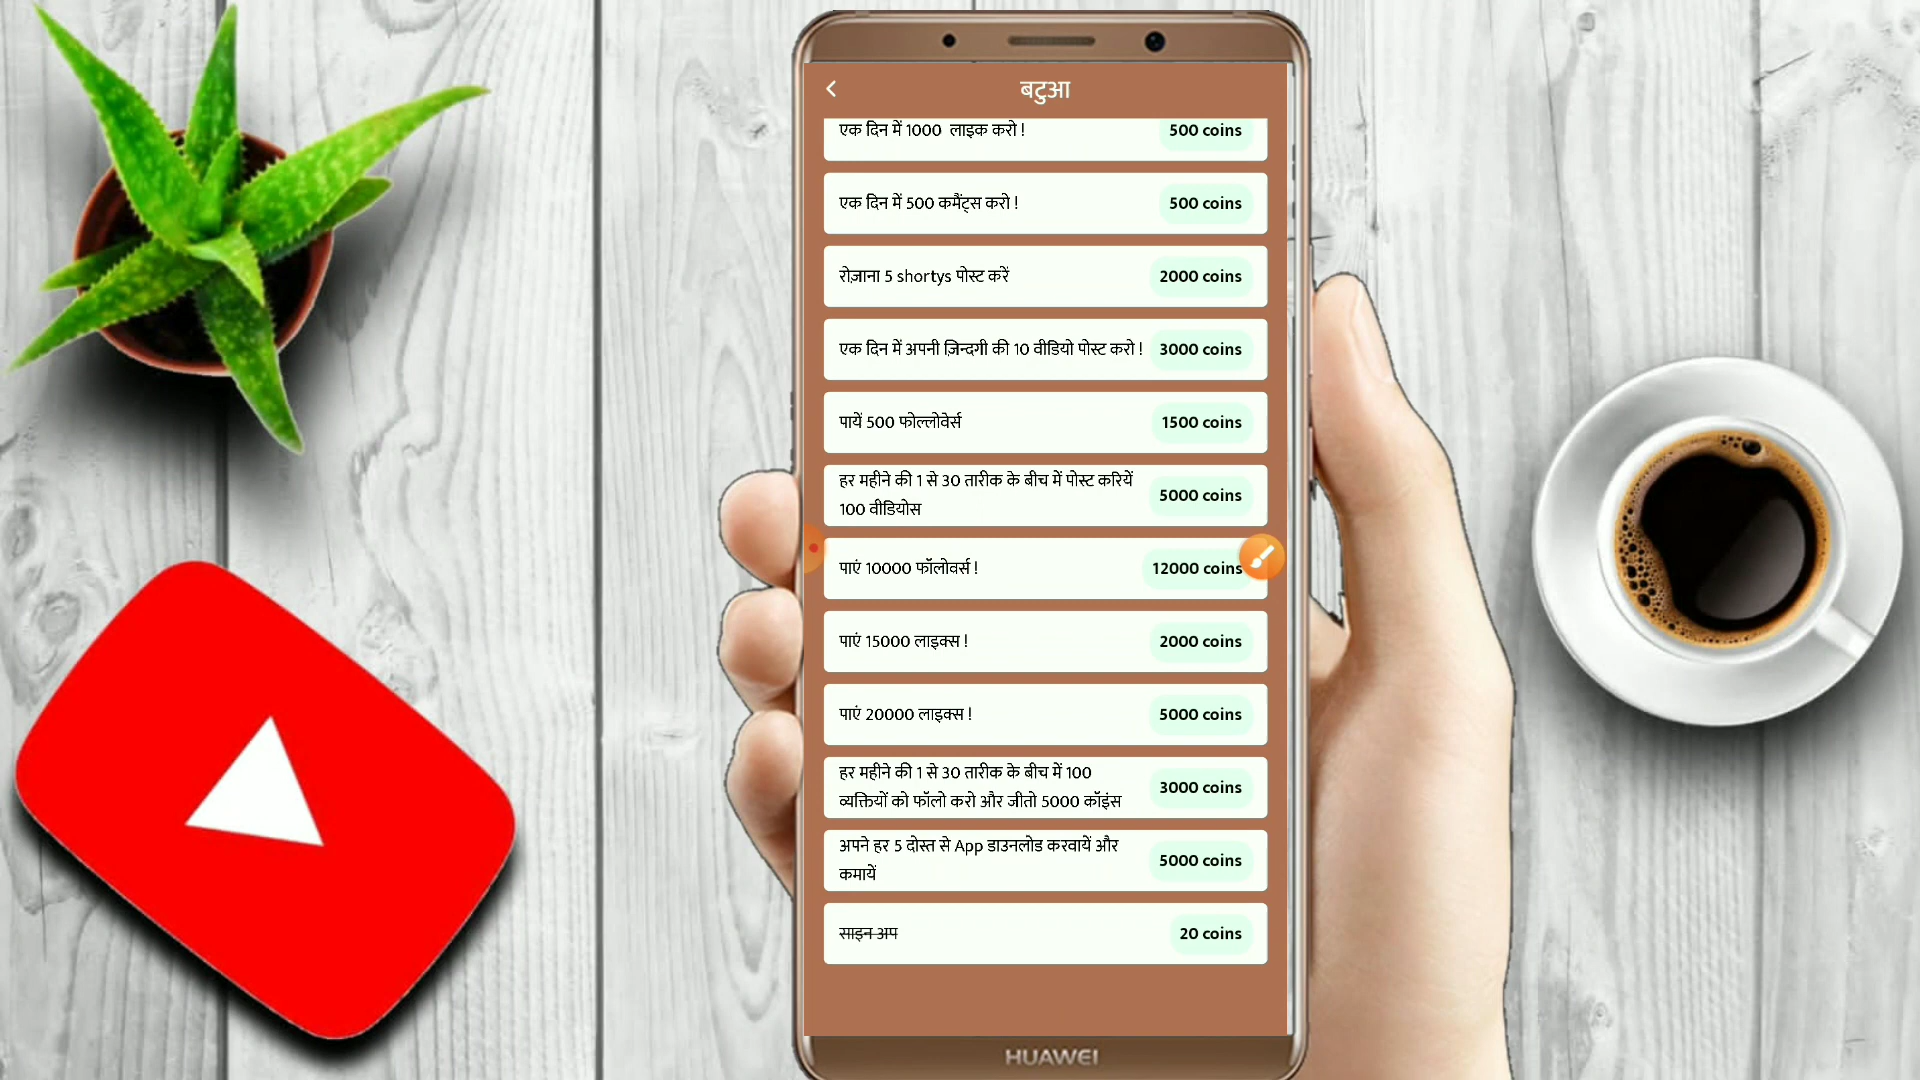 बटुआ
एक दिन में 1000 लाइक करो !
500 coins
एक दिन में 500 कमैंट्स करो !
500 coins
रोज़ाना 5 shortys पोस्ट करें
2000 coins
एक दिन में अपनी ज़िन्दगी की 10 वीडियो पोस्ट करो !
3000 coins
पायें 500 फोल्लोवेर्स
1500 coins
हर महीने की 1 से 30 तारीक के बीच में पोस्ट करियें
100 वीडियोस
5000 coins
पाएं 10000 फॉलोवर्स !
12000 coins
पाएं 15000 लाइक्स !
2000 coins
पाएं 20000 लाइक्स !
5000 coins
हर महीने की 1 से 30 तारीक के बीच में 100
व्यक्तियों को फॉलो करो और जीतो 5000 कॉइंस
3000 coins
अपने हर 5 दोस्त से App डाउनलोड करवायें और
कमायें
5000 coins
साइन अप
20 coins
HUAWEI